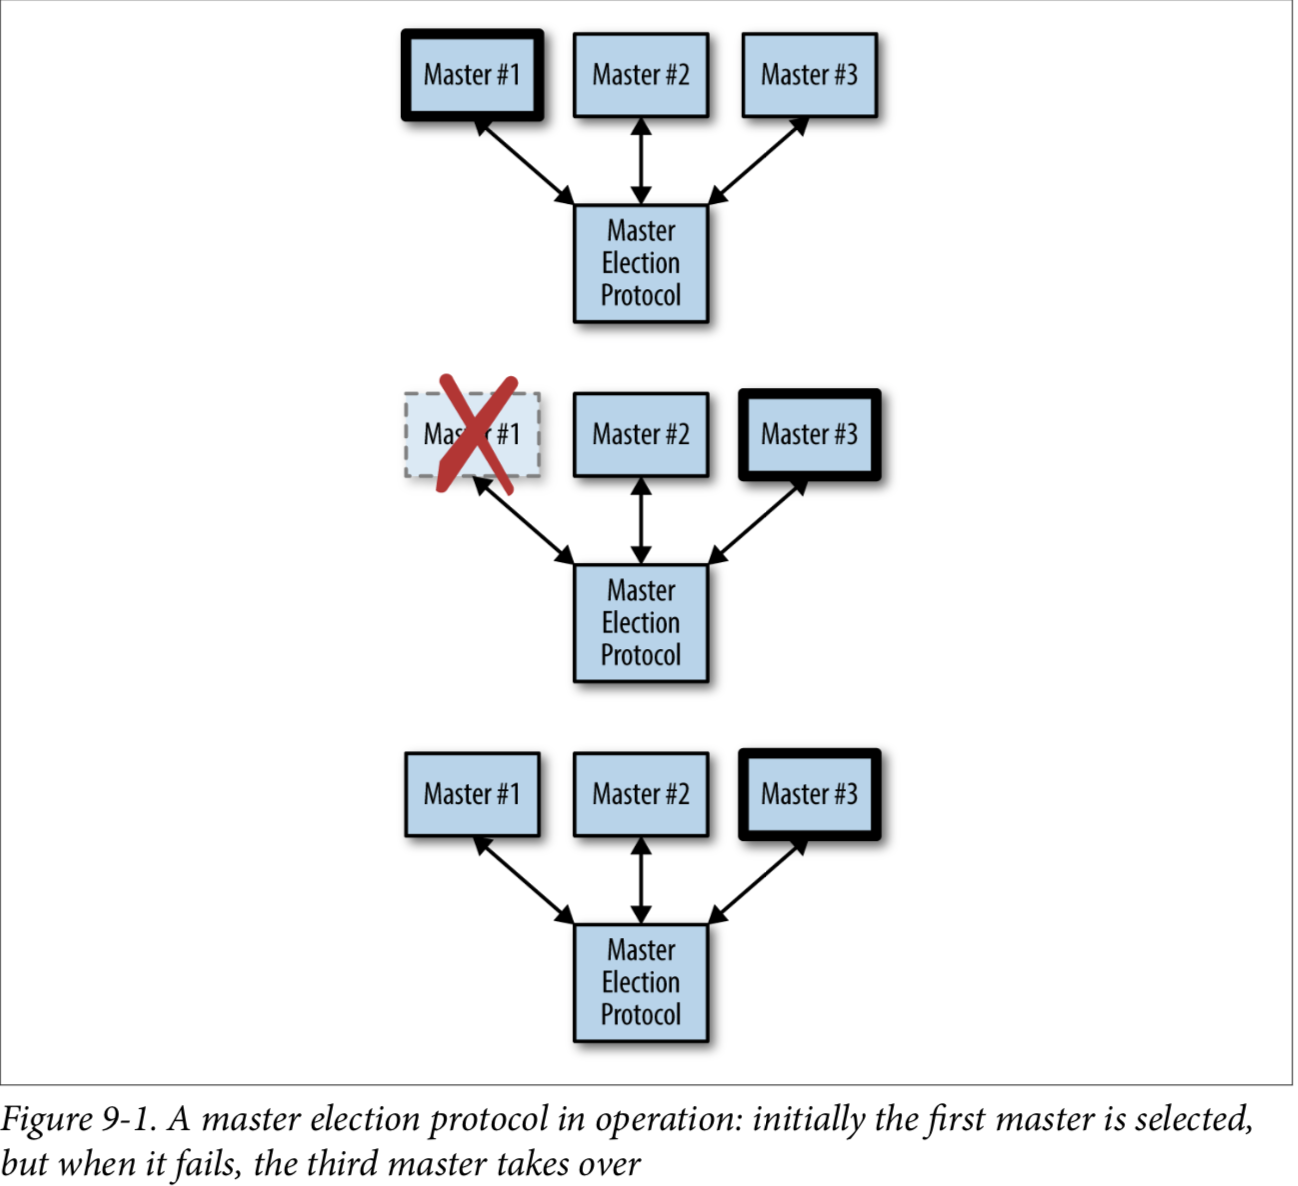 Master #1
Master #2
Master #3
Master
Election
Protocol
Master #1
Master #2
Master #3
Master
Election
Protocol
Master #1
Master #2
Master #3
Master
Election
Protocol
Figure 9-1. A master election protocol in operation: initially the first master is selected,
but when it fails, the third master takes over